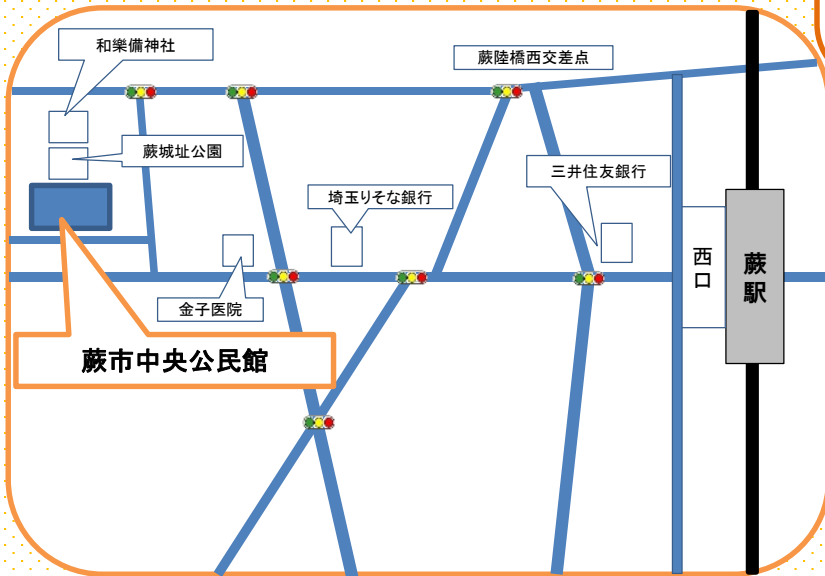 和樂備神社
蕨陸橋西交差点
蕨城址公園
三井住友銀行
埼玉りそな銀行
西口
蕨駅
金子医院
蕨市中央公民館